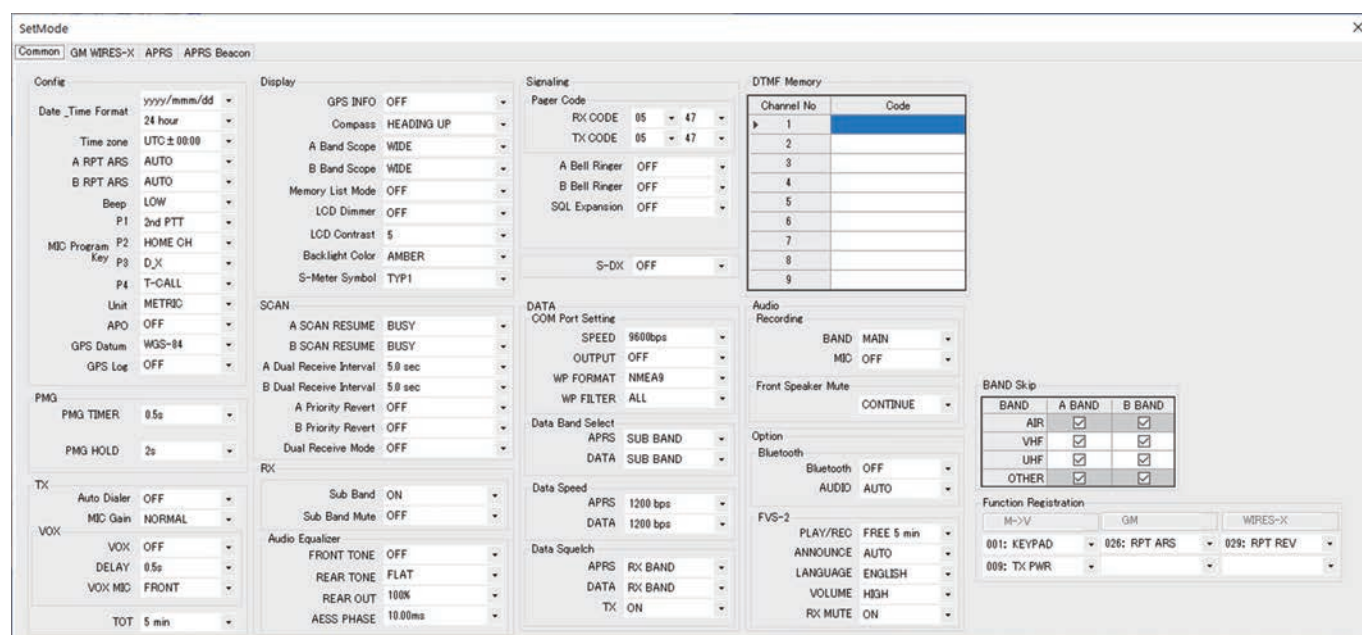 SetMode
Common GM WIRES-X APRS APRS Beacon
Config
Date _Time Format yyyy/mmm/dd
24 hour
Time zone UTC±00:00
A RPT ARS AUTO
B RPT ARS AUTO
Beep LOW
MIC Program Key
P1 2nd PTT
P2 HOME CH
P3 D_X
P4 T-CALL
Unit METRIC
APO OFF
GPS Datum WGS-84
GPS Log OFF
PMG
PMG TIMER 0.5s
PMG HOLD 2s
TX
Auto Dialer OFF
MIC Gain NORMAL
VOX
VOX OFF
DELAY 0.5s
VOX MIC FRONT
TOT 5 min
Display
GPS INFO OFF
Compass HEADING UP
A Band Scope WIDE
B Band Scope WIDE
Memory List Mode OFF
LCD Dimmer OFF
LCD Contrast 5
Backlight Color AMBER
S-Meter Symbol TYP1
SCAN
A SCAN RESUME BUSY
B SCAN RESUME BUSY
A Dual Receive Interval 5.0 sec
B Dual Receive Interval 5.0 sec
A Priority Revert OFF
B Priority Revert OFF
Dual Receive Mode OFF
RX
Sub Band ON
Sub Band Mute OFF
Audio Equalizer
FRONT TONE OFF
REAR TONE FLAT
REAR OUT 100%
AESS PHASE 10.00ms
Signaling
Pager Code
RX CODE 05 47
TX CODE 05 47
A Bell Ringer OFF
B Bell Ringer OFF
SQL Expansion OFF
S-DX OFF
DATA
COM Port Setting
SPEED 9600bps
OUTPUT OFF
WP FORMAT NMEA9
WP FILTER ALL
Data Band Select
APRS SUB BAND
DATA SUB BAND
Data Speed
APRS 1200 bps
DATA 1200 bps
Data Squelch
APRS RX BAND
DATA RX BAND
TX ON
DTMF Memory
Channel No Code
1
2
3
4
5
6
7
8
9
Audio
Recording
BAND MAIN
MIC OFF
Front Speaker Mute
CONTINUE
Option
Bluetooth
Bluetooth OFF
AUDIO AUTO
FVS-2
PLAY/REC FREE 5 min
ANNOUNCE AUTO
LANGUAGE ENGLISH
VOLUME HIGH
RX MUTE ON
BAND Skip
BAND A BAND B BAND
AIR
VHF
UHF
OTHER
Function Registration
M->V GM WIRES-X
001: KEYPAD 026: RPT ARS 029: RPT REV
009: TX PWR